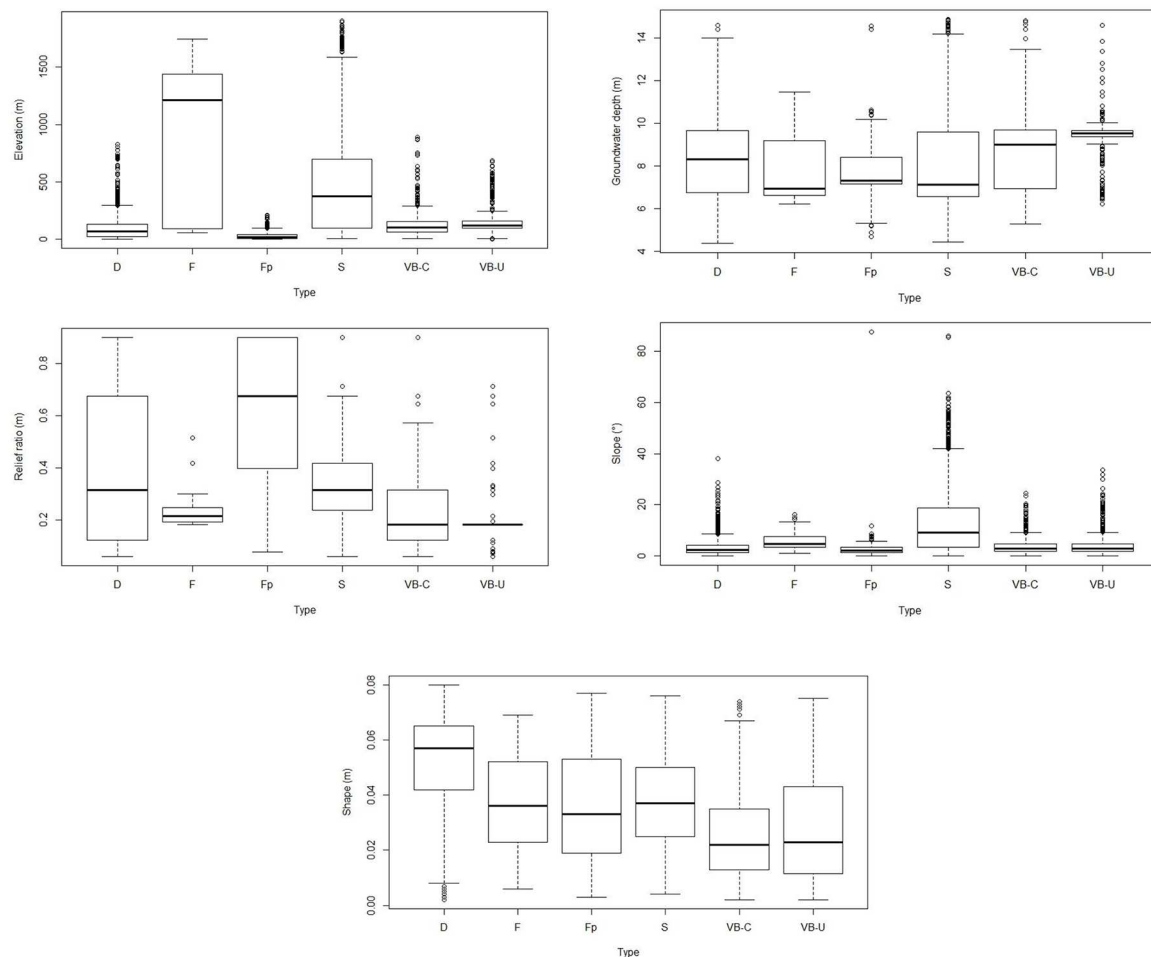 Elevation (m)
0
500
1000
1500
D
F
Fp
S
VB-C
VB-U
Type
Groundwater depth (m)
4
6
8
10
12
14
D
F
Fp
S
VB-C
VB-U
Type
Relief ratio (m)
0.2
0.4
0.6
0.8
D
F
Fp
S
VB-C
VB-U
Type
Slope (°)
0
20
40
60
80
D
F
Fp
S
VB-C
VB-U
Type
Shape (m)
0.00
0.02
0.04
0.06
0.08
D
F
Fp
S
VB-C
VB-U
Type